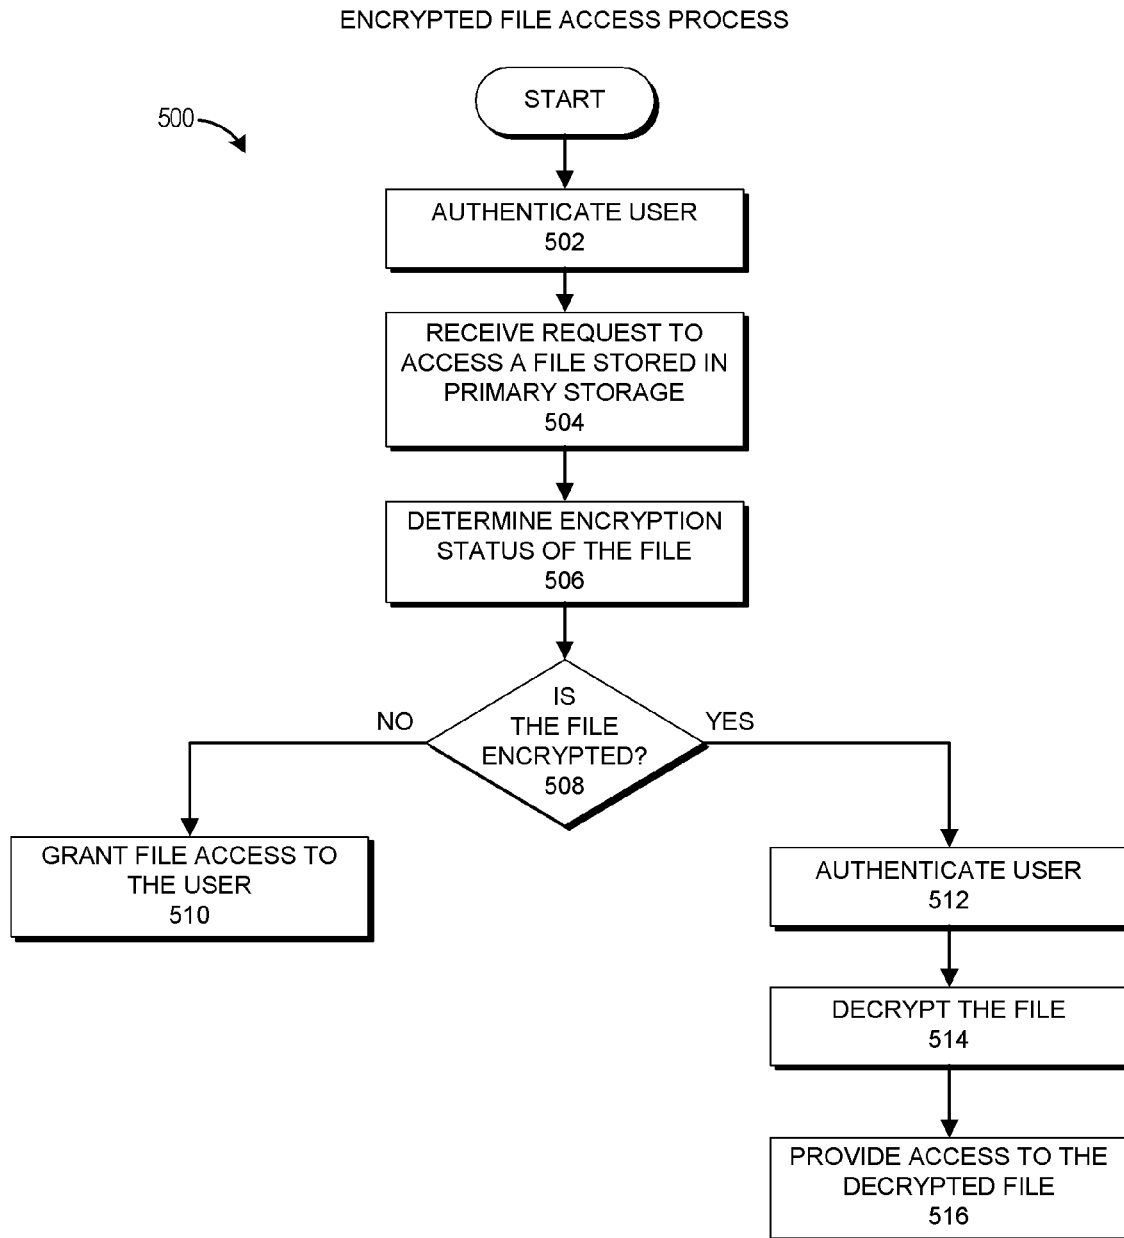 ENCRYPTED FILE ACCESS PROCESS
START
500
AUTHENTICATE USER
502
RECEIVE REQUEST TO
ACCESS A FILE STORED IN
PRIMARY STORAGE
504
DETERMINE ENCRYPTION
STATUS OF THE FILE
506
IS
THE FILE
ENCRYPTED?
508
NO
YES
GRANT FILE ACCESS TO
THE USER
510
AUTHENTICATE USER
512
DECRYPT THE FILE
514
PROVIDE ACCESS TO THE
DECRYPTED FILE
516